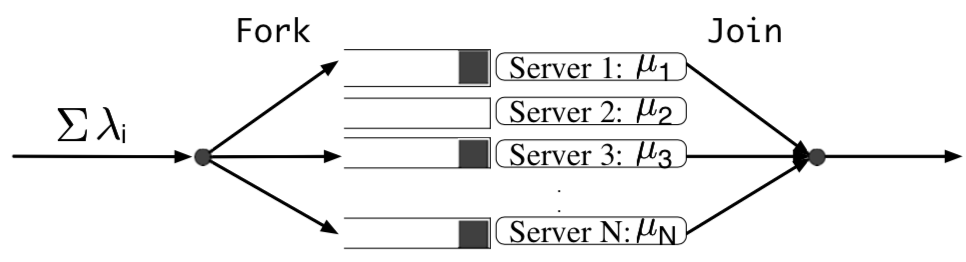 Fork
Join
∑ λi
Server 1: μ1
Server 2: μ2
Server 3: μ3
Server N: μN